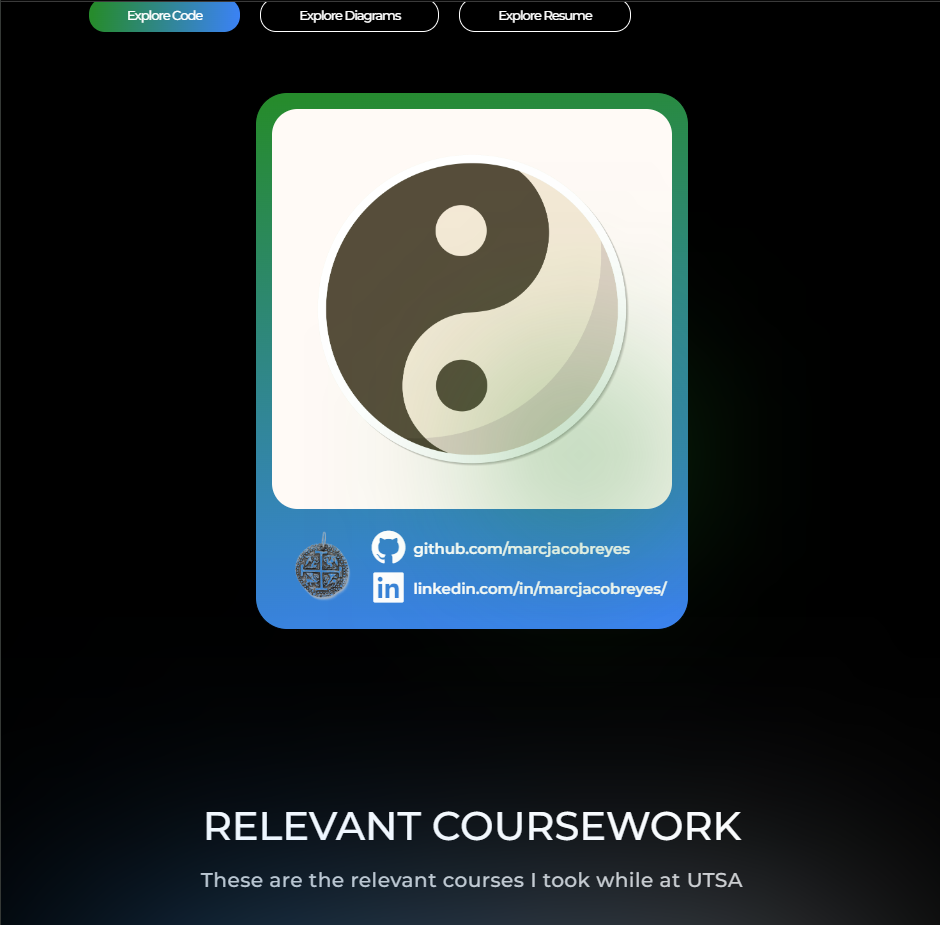 Explore Code
Explore Diagrams
Explore Resume
github.com/marcjacobreyes
in linkedin.com/in/marcjacobreyes/
RELEVANT COURSEWORK
These are the relevant courses I took while at UTSA